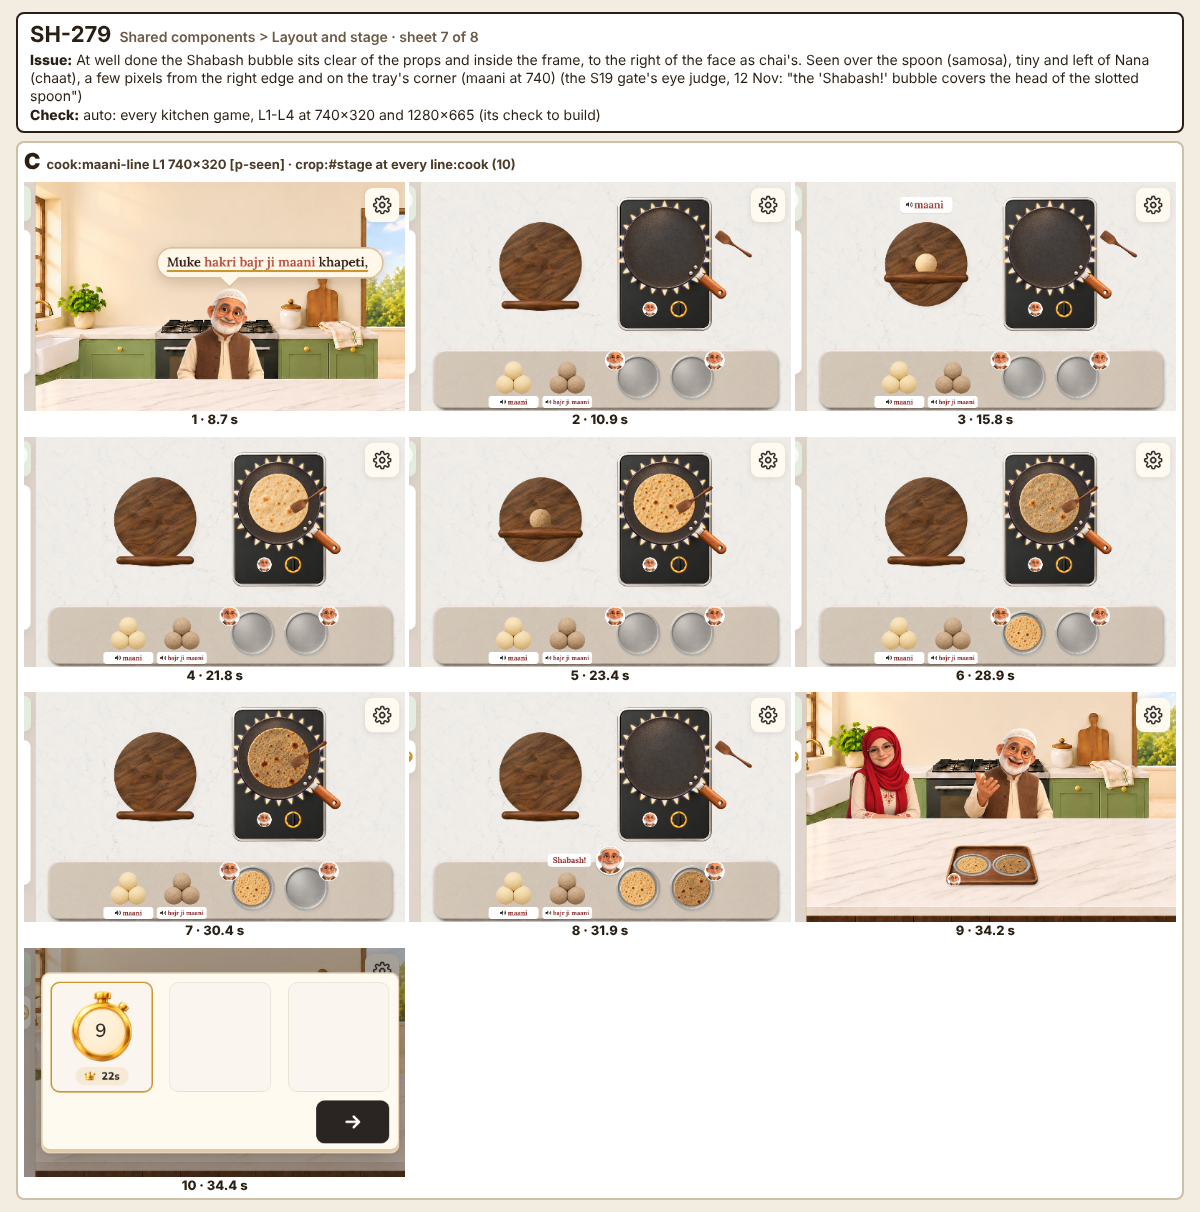 SH-279 Shared components > Layout and stage · sheet 7 of 8
Issue: At well done the Shabash bubble sits clear of the props and inside the frame, to the right of the face as chai's. Seen over the spoon (samosa), tiny and left of Nana
(chaat), a few pixels from the right edge and on the tray's corner (maani at 740) (the S19 gate's eye judge, 12 Nov: "the 'Shabash!' bubble covers the head of the slotted
spoon")
Check: auto: every kitchen game, L1-L4 at 740×320 and 1280×665 (its check to build)
C cook:maani-line L1 740×320 [p-seen] · crop:#stage at every line:cook (10)
Muke hakri bajr ji maani khapeti,
1 · 8.7 s
maani bajr ji maani
2 · 10.9 s
maani
maani bajr ji maani
3 · 15.8 s
maani bajr ji maani
4 · 21.8 s
maani bajr ji maani
5 · 23.4 s
maani bajr ji maani
6 · 28.9 s
maani bajr ji maani
7 · 30.4 s
Shabash!
maani bajr ji maani
8 · 31.9 s
9 · 34.2 s
9
22s
10 · 34.4 s